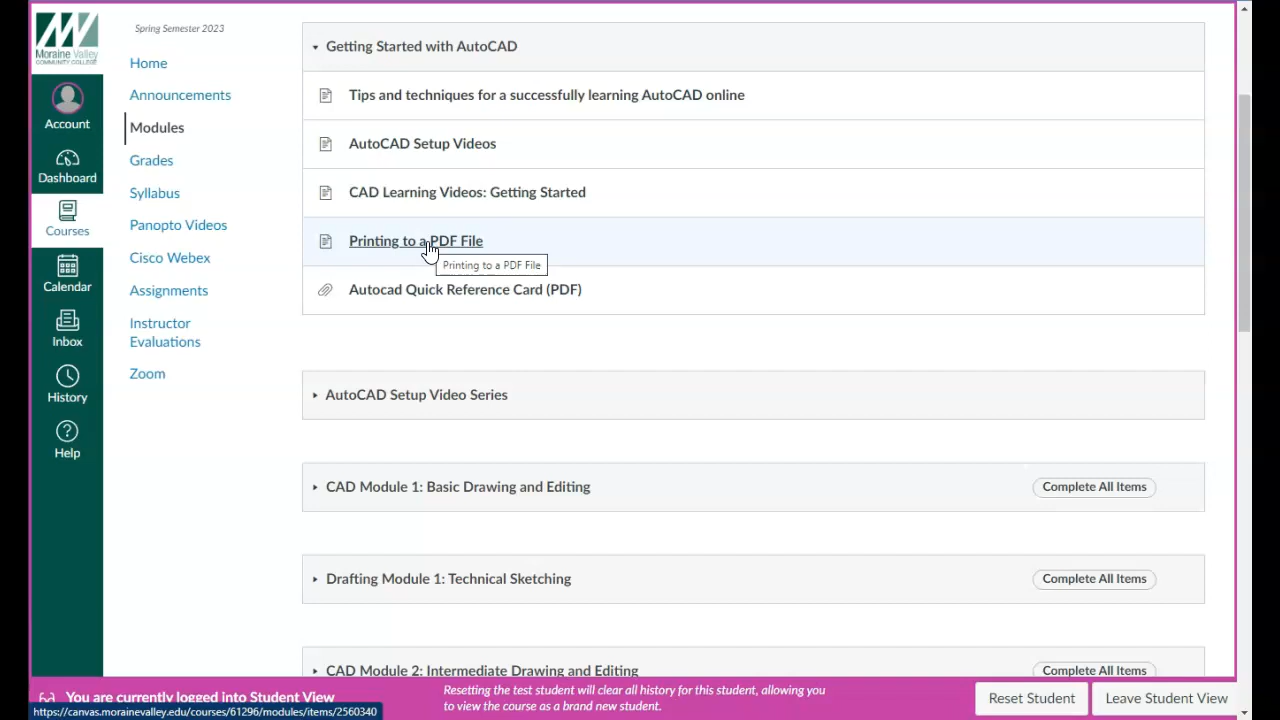 Moraine Valley
COMMUNITY COLLEGE
Account
Dashboard
Courses
Calendar
Inbox
History
Help
Spring Semester 2023
Home
Announcements
Modules
Grades
Syllabus
Panopto Videos
Cisco Webex
Assignments
Instructor
Evaluations
Zoom
Getting Started with AutoCAD
Tips and techniques for a successfully learning AutoCAD online
AutoCAD Setup Videos
CAD Learning Videos: Getting Started
Printing to a PDF File
Printing to a PDF File
Autocad Quick Reference Card (PDF)
AutoCAD Setup Video Series
CAD Module 1: Basic Drawing and Editing
Complete All Items
Drafting Module 1: Technical Sketching
Complete All Items
CAD Module 2: Intermediate Drawing and Editing
Complete All Items
You are currently logged into Student View
Resetting the test student will clear all history for this student, allowing you
to view the course as a brand new student.
Reset Student
Leave Student View
https://canvas.morainevalley.edu/courses/61296/modules/items/2560340